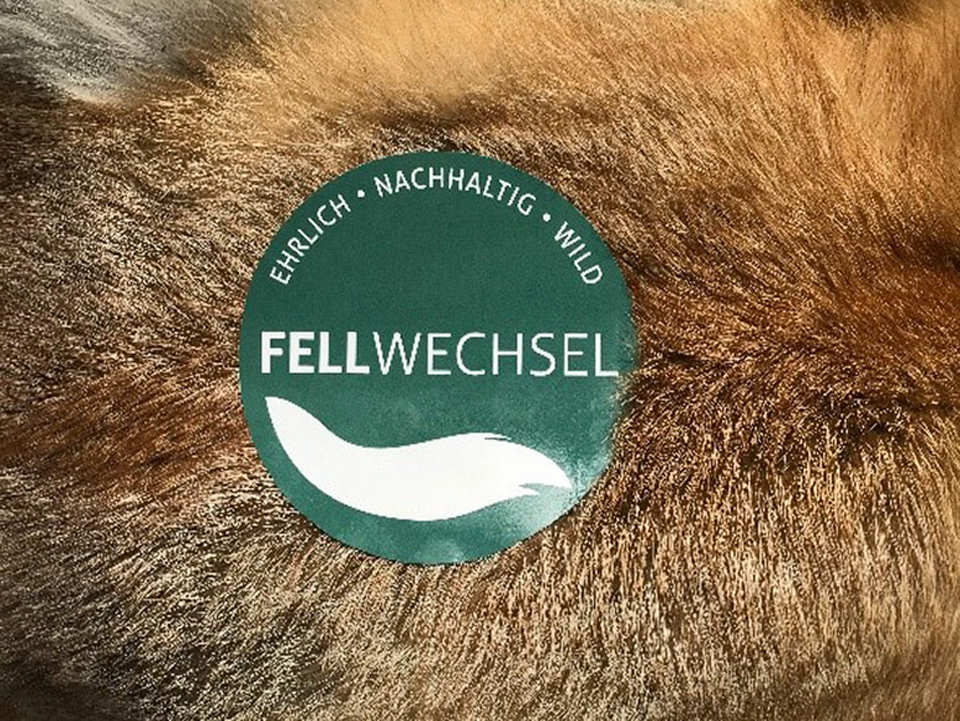 EHRLICH • NACHHALTIG • WILD
FELLWECHSEL